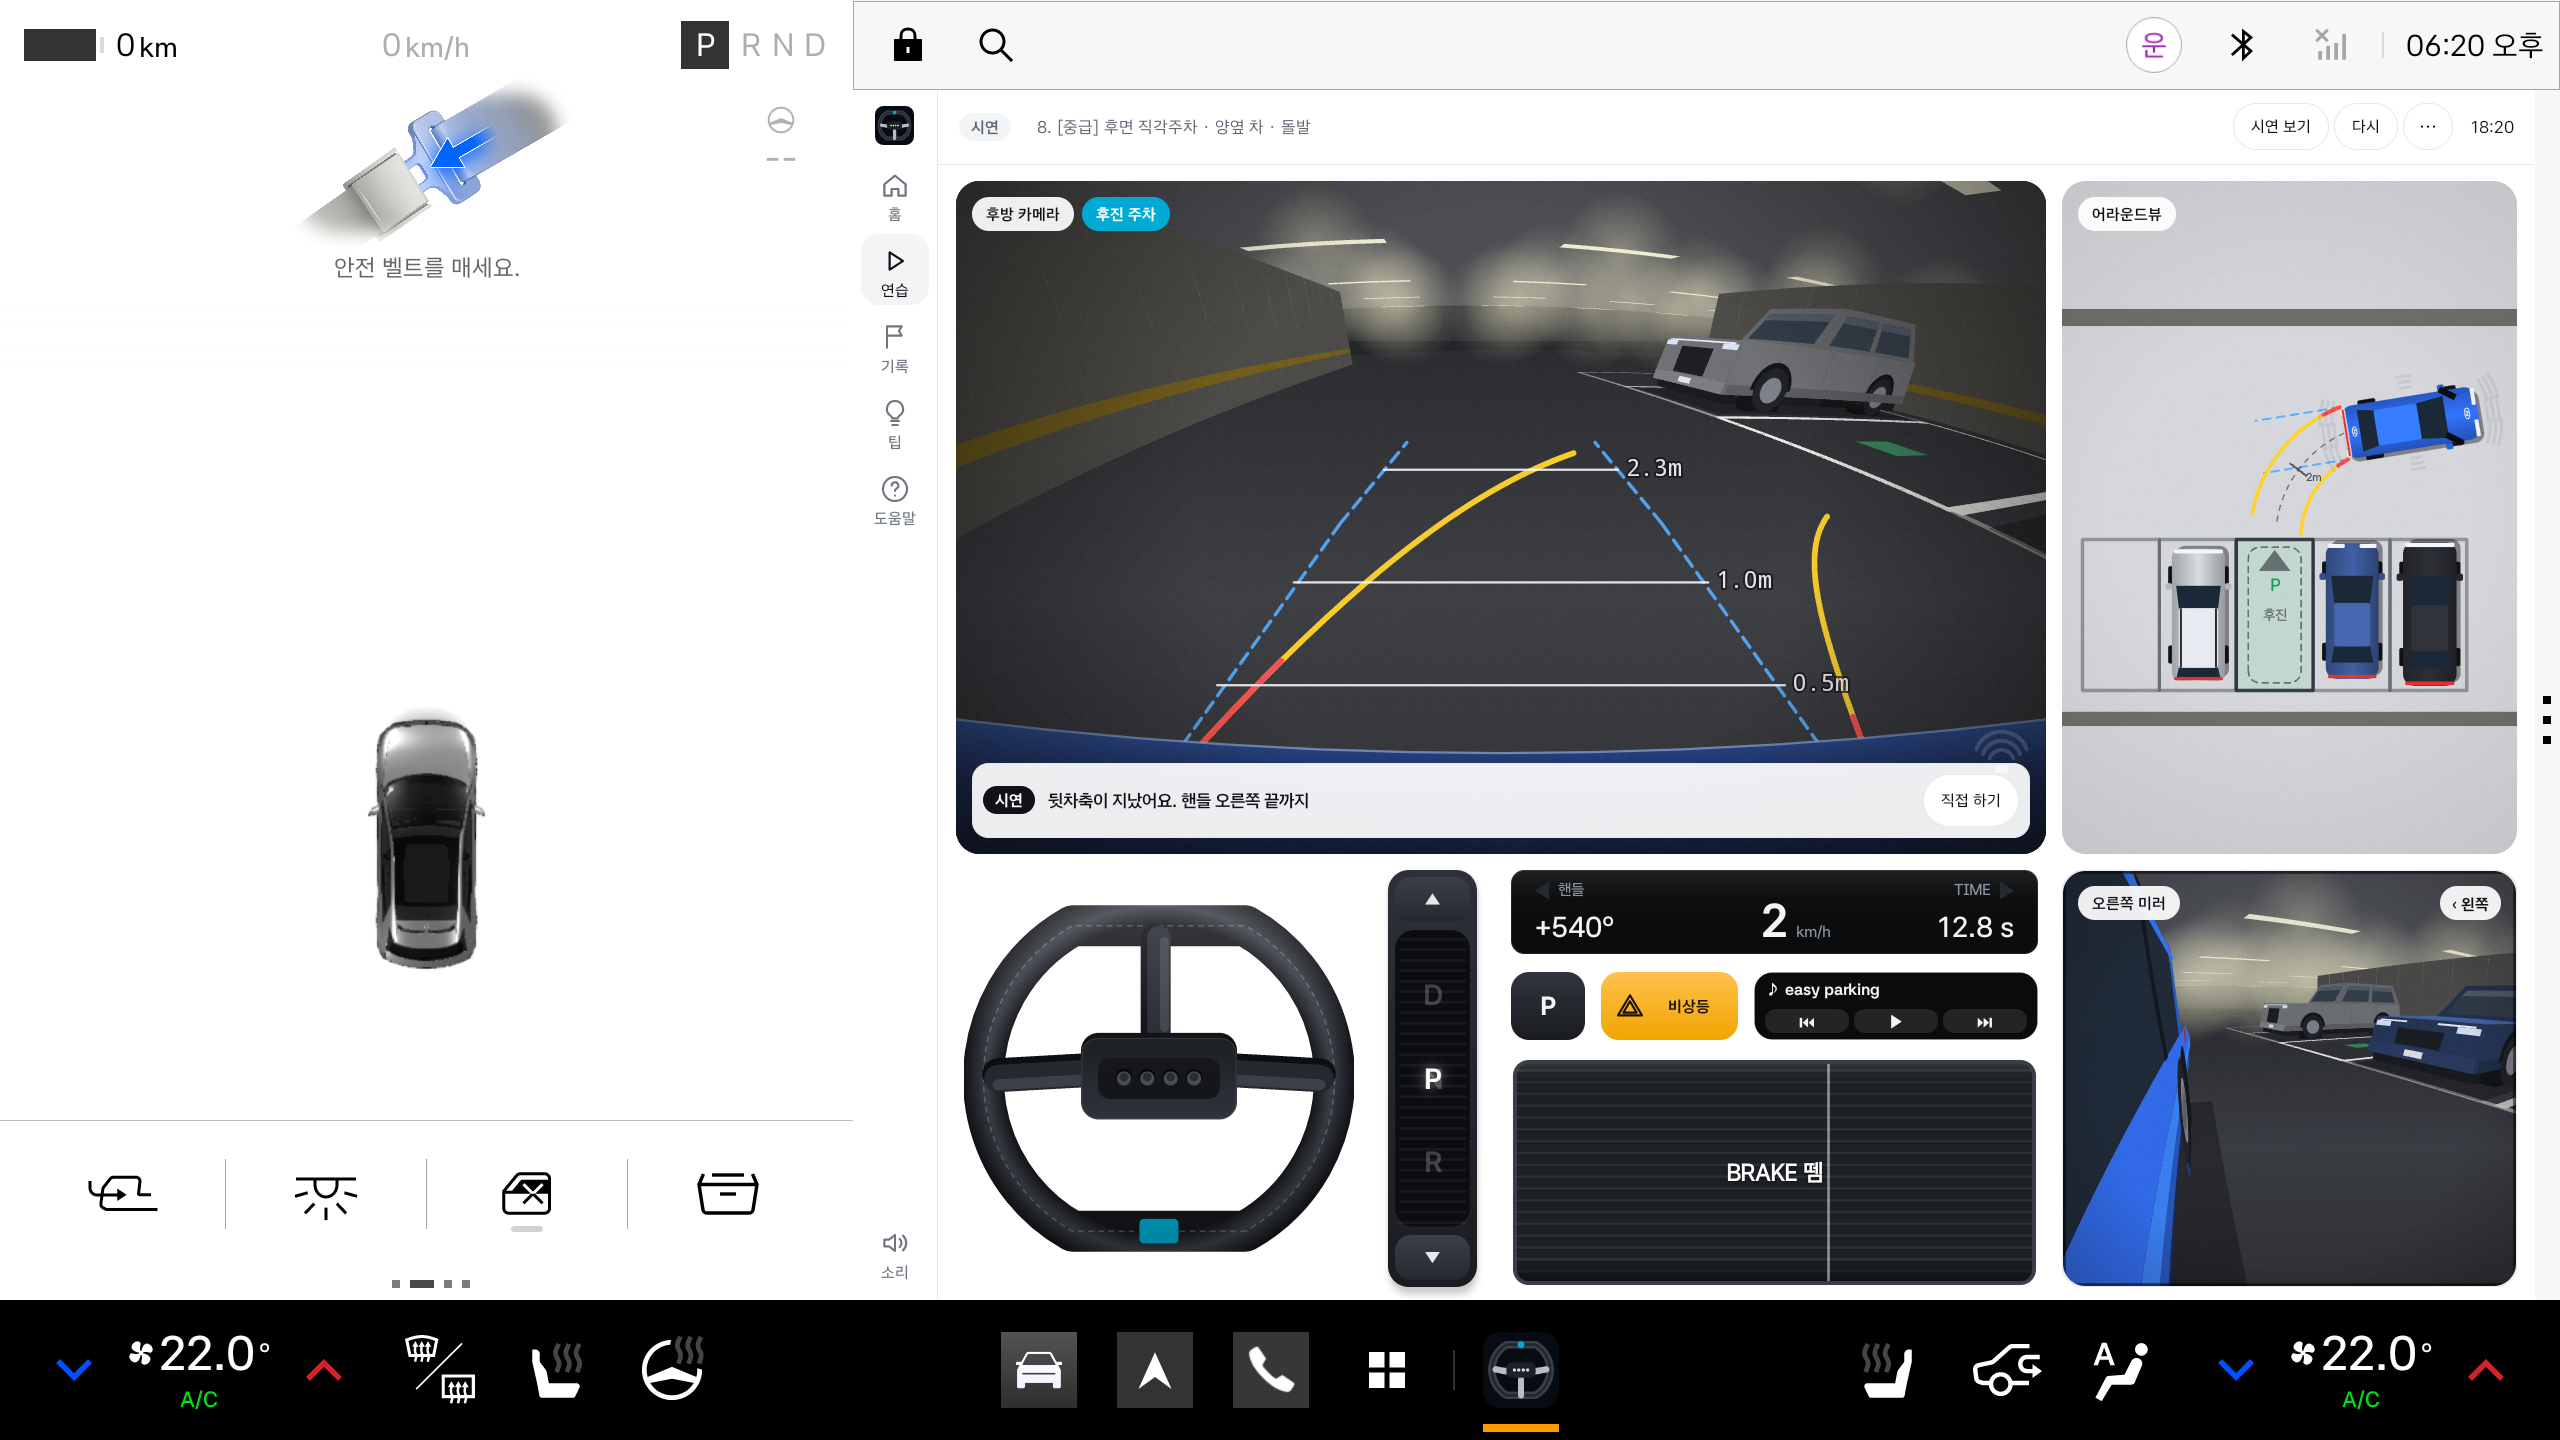 0 km
0 km/h
P R N D
운
06:20 오후
안전 벨트를 매세요.
홈
연습
기록
팁
도움말
소리
시연
8. [중급] 후면 직각주차 · 양옆 차 · 돌발
시연 보기
다시
···
18:20
후방 카메라
후진 주차
2.3m
1.0m
0.5m
시연
뒷차축이 지났어요. 핸들 오른쪽 끝까지
직접 하기
어라운드뷰
2m
P
후진
D
P
R
핸들
TIME
+540°
2 km/h
12.8 s
P
비상등
♪ easy parking
BRAKE 뗌
오른쪽 미러
‹ 왼쪽
22.0°
A/C
A
22.0°
A/C